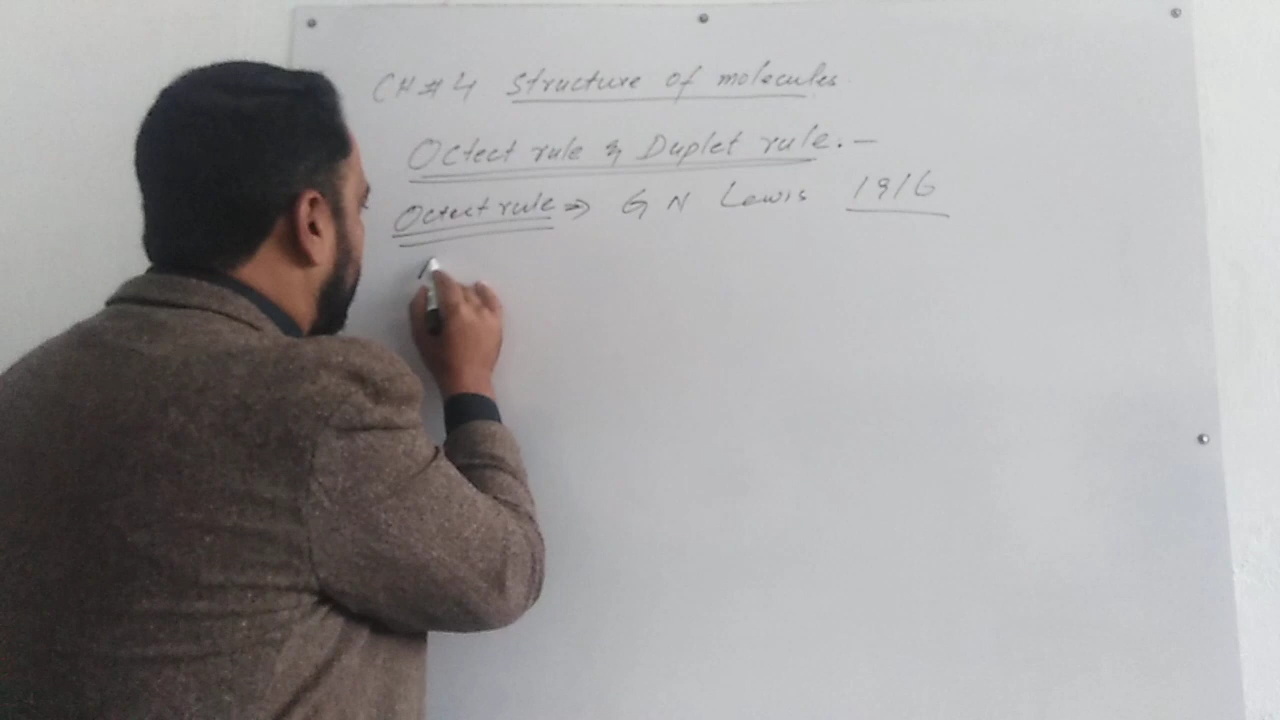 CH#4 Structure of molecules
Octect rule & Duplet rule.-
Octect rule ⇒ G N Lewis 1916